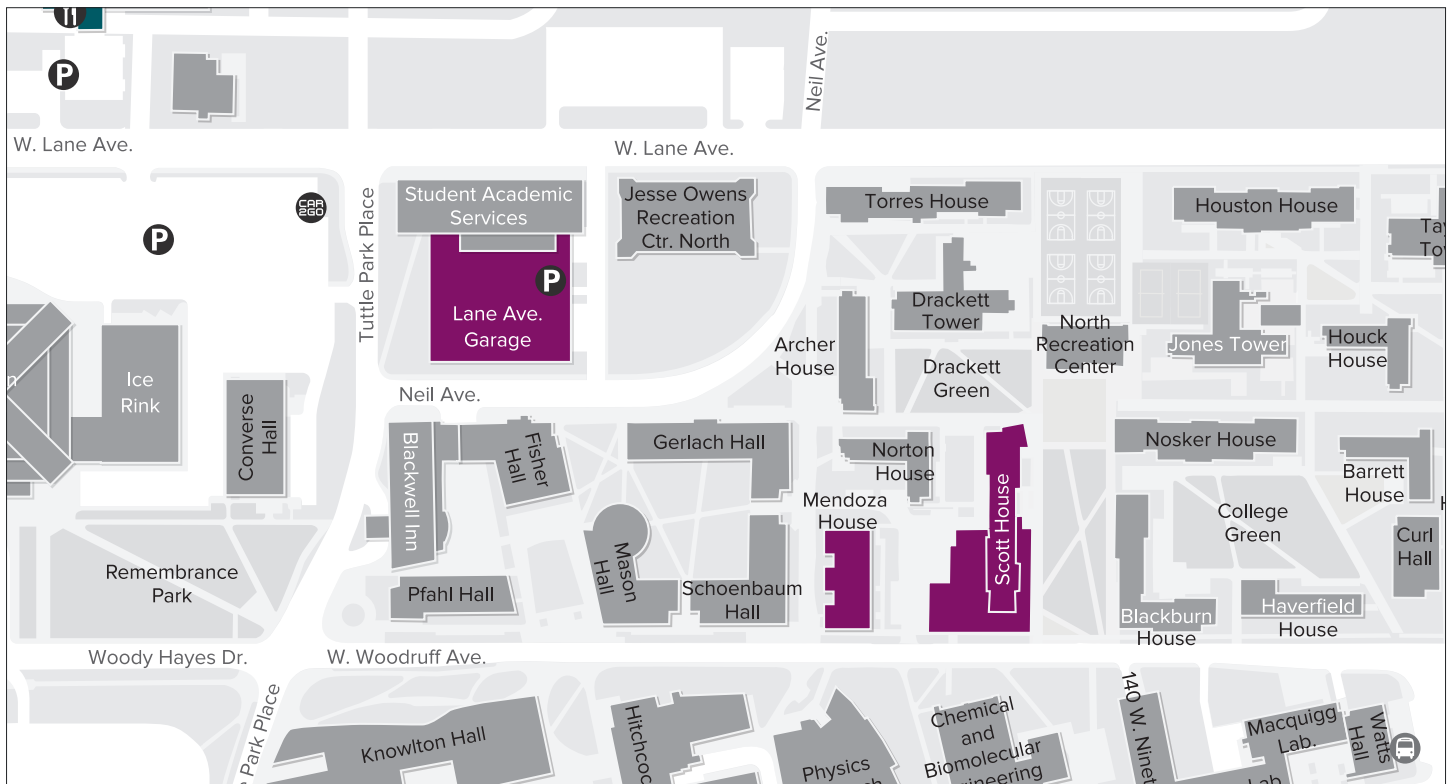 P
Neil Ave.
W. Lane Ave.
W. Lane Ave.
CAR
2GO
P
Tuttle Park Place
Student Academic
Services
P
Lane Ave.
Garage
Jesse Owens
Recreation
Ctr. North
Torres House
Houston House
Drackett
Tower
North
Recreation
Center
Jones Tower
Houck
House
Archer
House
Drackett
Green
Ice
Rink
Converse
Hall
Neil Ave.
Blackwell Inn
Fisher
Hall
Gerlach Hall
Norton
House
Nosker House
Barrett
House
Mendoza
House
Scott House
College
Green
Curl
Hall
Remembrance
Park
Pfahl Hall
Mason
Hall
Schoenbaum
Hall
Blackburn
House
Haverfield
House
Woody Hayes Dr.
W. Woodruff Ave.
Park Place
Knowlton Hall
Physics
Chemical
and
Biomolecular
140 W.
Macquigg
Lab.
Watts
Hall
Lab